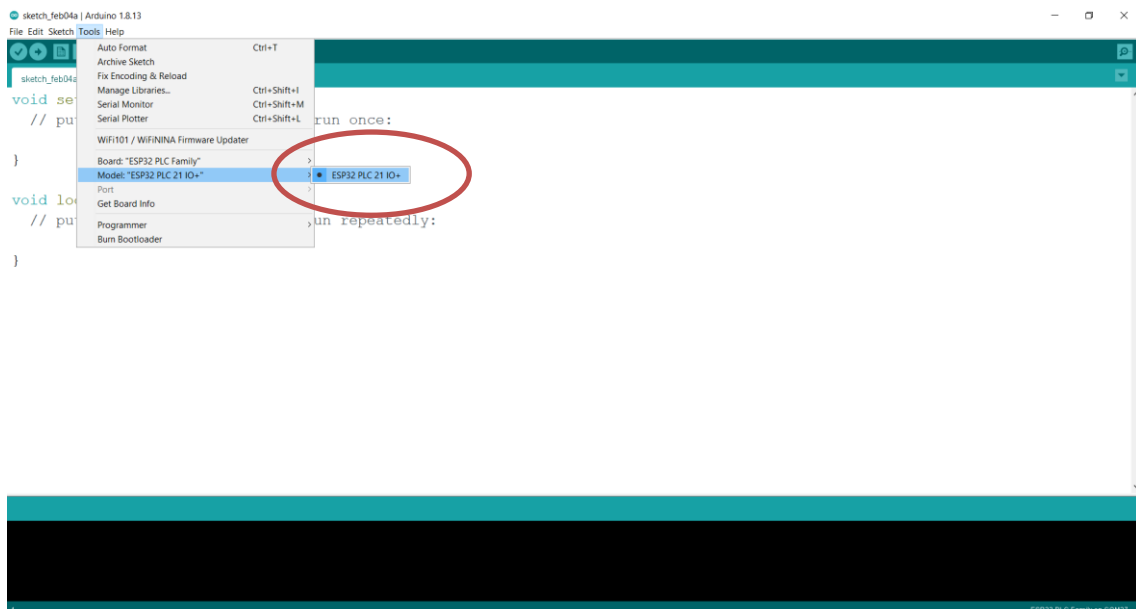 sketch_feb04a | Arduino 1.8.13
File Edit Sketch Tools Help
Auto Format Ctrl+T
Archive Sketch
sketch_feb04a
Fix Encoding & Reload
Manage Libraries... Ctrl+Shift+I
void se
Serial Monitor Ctrl+Shift+M
// pu
Serial Plotter Ctrl+Shift+L
run once:
WiFi101 / WiFiNINA Firmware Updater
}
Board: "ESP32 PLC Family"
Model: "ESP32 PLC 21 IO+"
ESP32 PLC 21 IO+
Port
void lo
Get Board Info
// pu
Programmer
un repeatedly:
Burn Bootloader
}